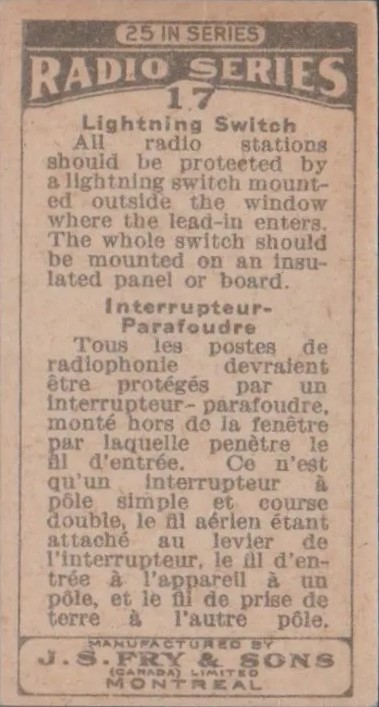 25 IN SERIES
RADIO SERIES
17
Lightning Switch
All radio stations
should be protected by
a lightning switch mount-
ed outside the window
where the lead-in enters.
The whole switch should
be mounted on an insu-
lated panel or board.
Interrupteur-
Parafoudre
Tous les postes de
radiophonie devraient
être protégés par un
interrupteur-parafoudre,
monté hors de la fenêtre
par laquelle penètre le
fil d'entrée. Ce n'est
qu'un interrupteur à
pôle simple et course
double, le fil aérien étant
attaché au levier de
l'interrupteur, le fil d'en-
trée à l'appareil à un
pôle, et le fil de prise de
terre à l'autre pôle.
MANUFACTURED BY
J. S. FRY & SONS
(CANADA) LIMITED
MONTREAL